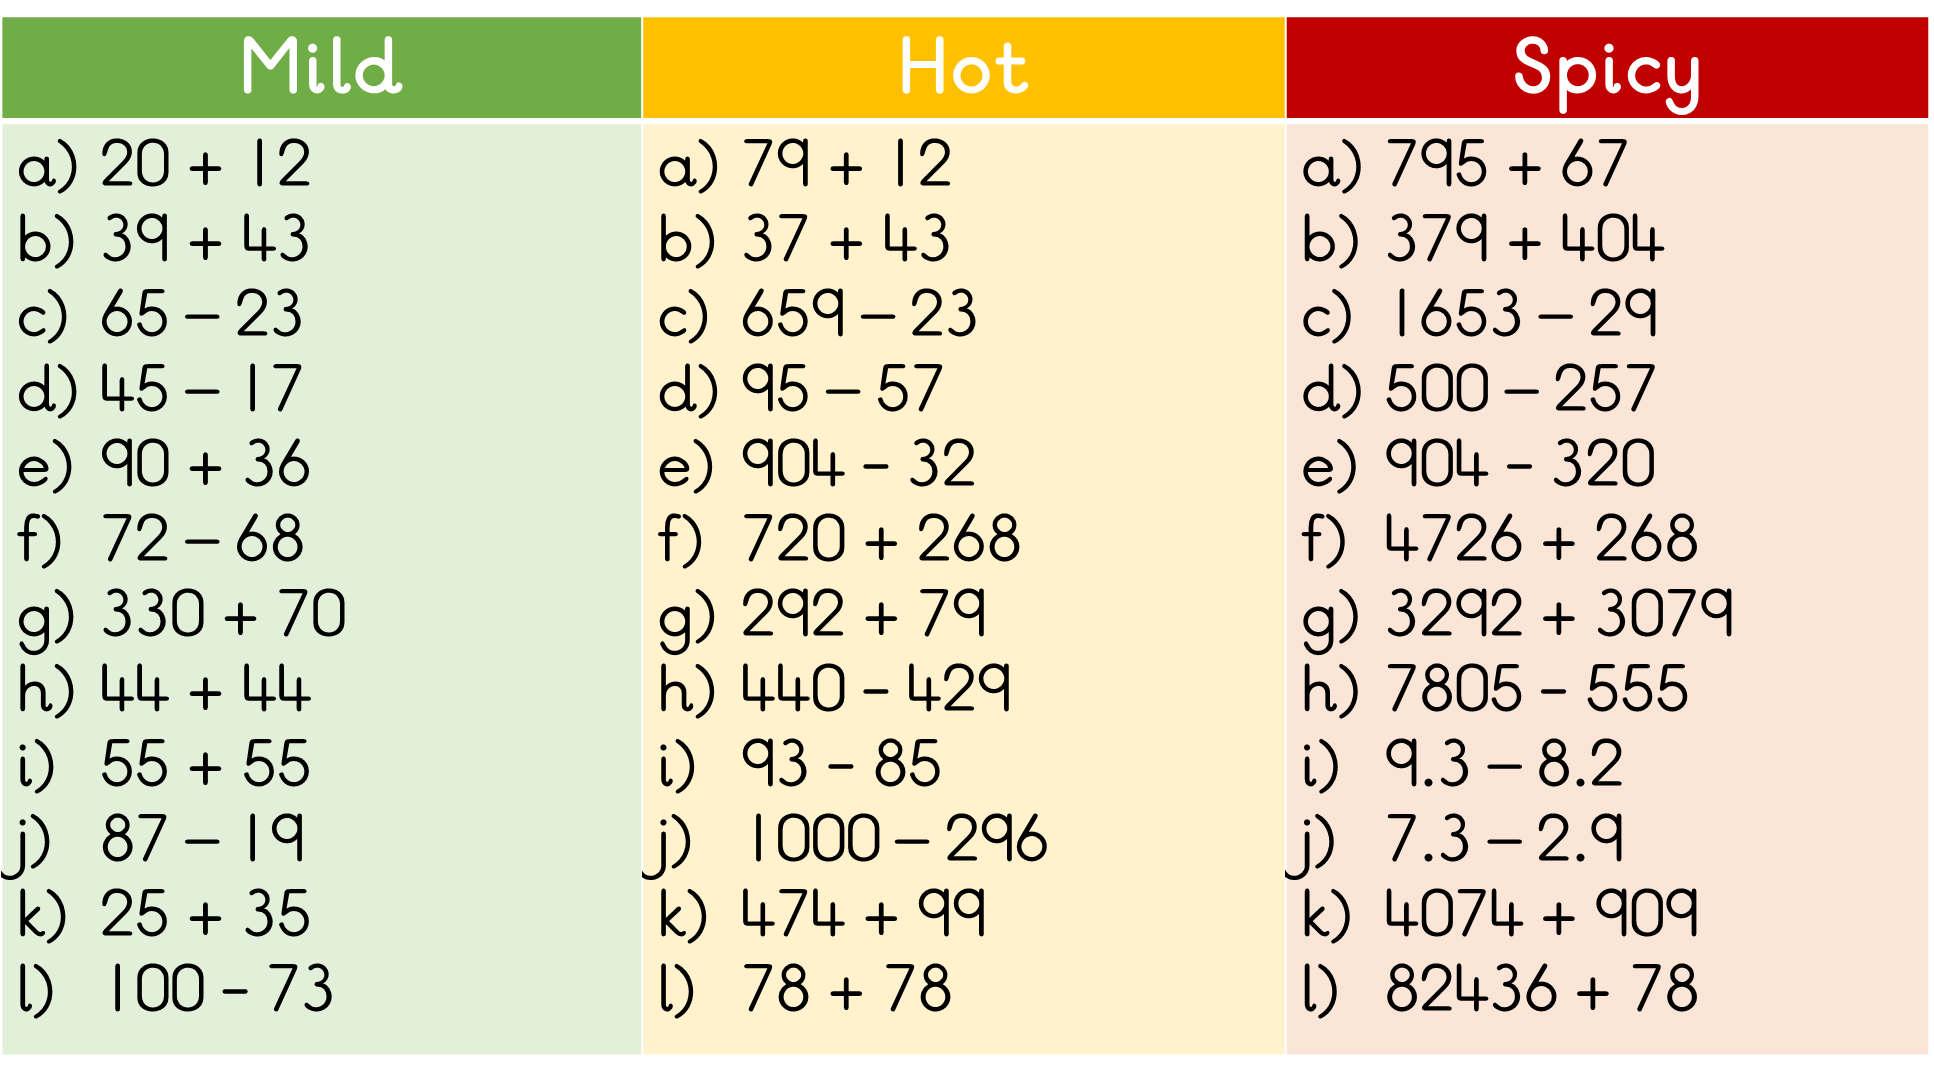 Mild
a) 20 + 12
b) 39 + 43
c) 65 – 23
d) 45 – 17
e) 90 + 36
f) 72 – 68
g) 330 + 70
h) 44 + 44
i) 55 + 55
j) 87 – 19
k) 25 + 35
l) 100 - 73
Hot
a) 79 + 12
b) 37 + 43
c) 659 – 23
d) 95 – 57
e) 904 - 32
f) 720 + 268
g) 292 + 79
h) 440 - 429
i) 93 - 85
j) 1000 – 296
k) 474 + 99
l) 78 + 78
Spicy
a) 795 + 67
b) 379 + 404
c) 1653 – 29
d) 500 – 257
e) 904 - 320
f) 4726 + 268
g) 3292 + 3079
h) 7805 - 555
i) 9.3 – 8.2
j) 7.3 – 2.9
k) 4074 + 909
l) 82436 + 78